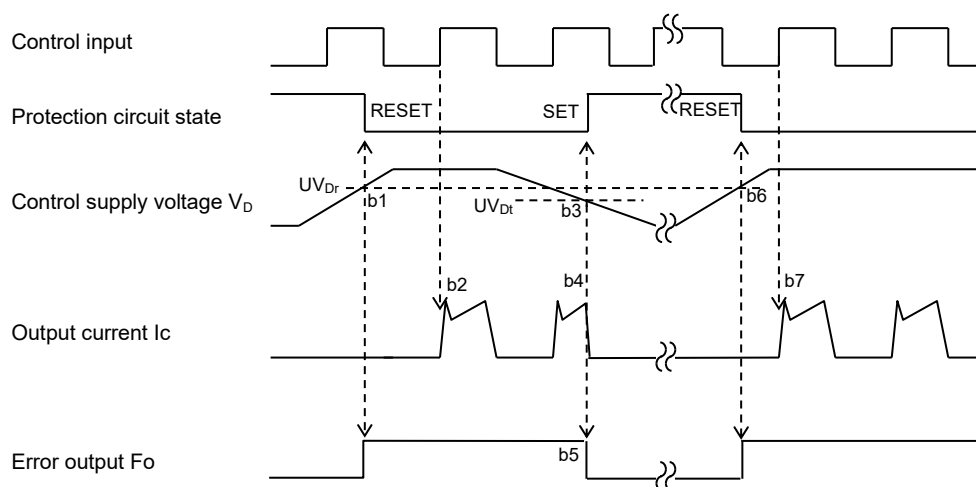 Control input
Protection circuit state
RESET
SET
RESET
Control supply voltage VD
UVDr
b1
UVDt
b3
b6
Output current Ic
b2
b4
b7
Error output Fo
b5